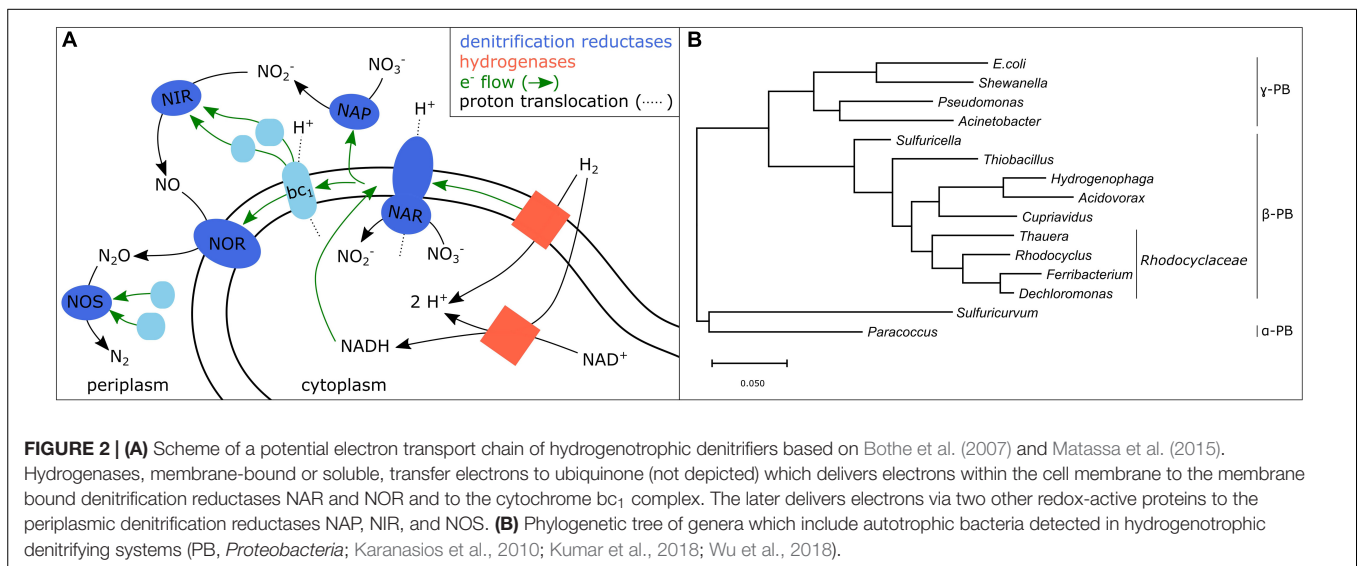 A
denitrification reductases
hydrogenases
e⁻ flow (→)
proton translocation (.....)
NO₂⁻
NO₃⁻
NIR
NAP
H⁺
H⁺
bc₁
NO
H₂
NAR
NOR
NO₂⁻
NO₃⁻
N₂O
NOS
2 H⁺
N₂
NADH
NAD⁺
periplasm
cytoplasm
B
E.coli
Shewanella
Pseudomonas
Acinetobacter
ɣ-PB
Sulfuricella
Thiobacillus
Hydrogenophaga
Acidovorax
Cupriavidus
β-PB
Thauera
Rhodocyclus
Ferribacterium
Dechloromonas
Rhodocyclaceae
Sulfuricurvum
Paracoccus
α-PB
0.050
FIGURE 2 | (A) Scheme of a potential electron transport chain of hydrogenotrophic denitrifiers based on Bothe et al. (2007) and Matassa et al. (2015).
Hydrogenases, membrane-bound or soluble, transfer electrons to ubiquinone (not depicted) which delivers electrons within the cell membrane to the membrane
bound denitrification reductases NAR and NOR and to the cytochrome bc₁ complex. The later delivers electrons via two other redox-active proteins to the
periplasmic denitrification reductases NAP, NIR, and NOS. (B) Phylogenetic tree of genera which include autotrophic bacteria detected in hydrogenotrophic
denitrifying systems (PB, Proteobacteria; Karanasios et al., 2010; Kumar et al., 2018; Wu et al., 2018).